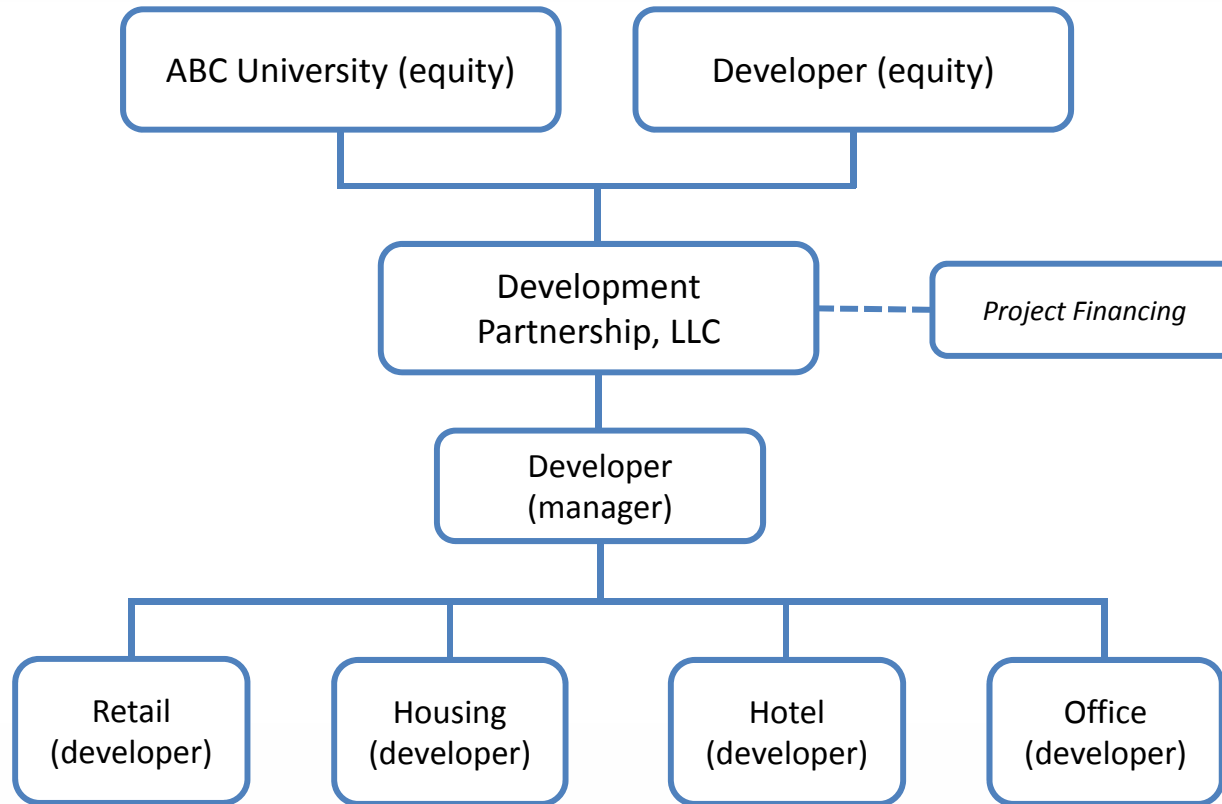 ABC University (equity)
Developer (equity)
Development
Partnership, LLC
Project Financing
Developer
(manager)
Retail
(developer)
Housing
(developer)
Hotel
(developer)
Office
(developer)